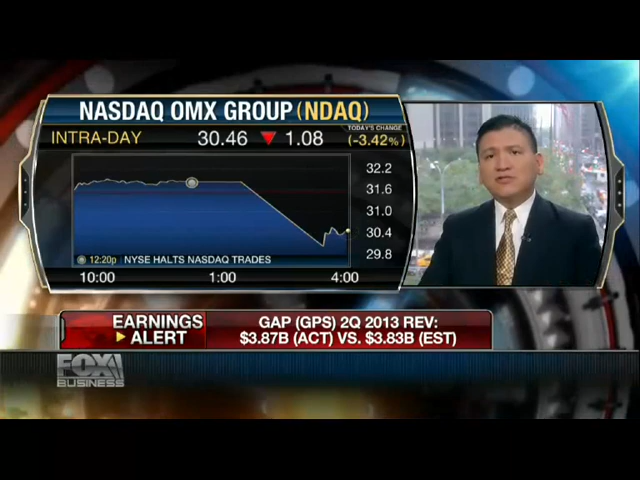 NASDAQ OMX GROUP (NDAQ)
INTRA-DAY 30.46 ▼ 1.08 TODAY'S CHANGE (-3.42%)
32.2
31.6
31.0
30.4
29.8
12:20p | NYSE HALTS NASDAQ TRADES
10:00 1:00 4:00
EARNINGS ALERT
GAP (GPS) 2Q 2013 REV:
$3.87B (ACT) VS. $3.83B (EST)
FOX
BUSINESS